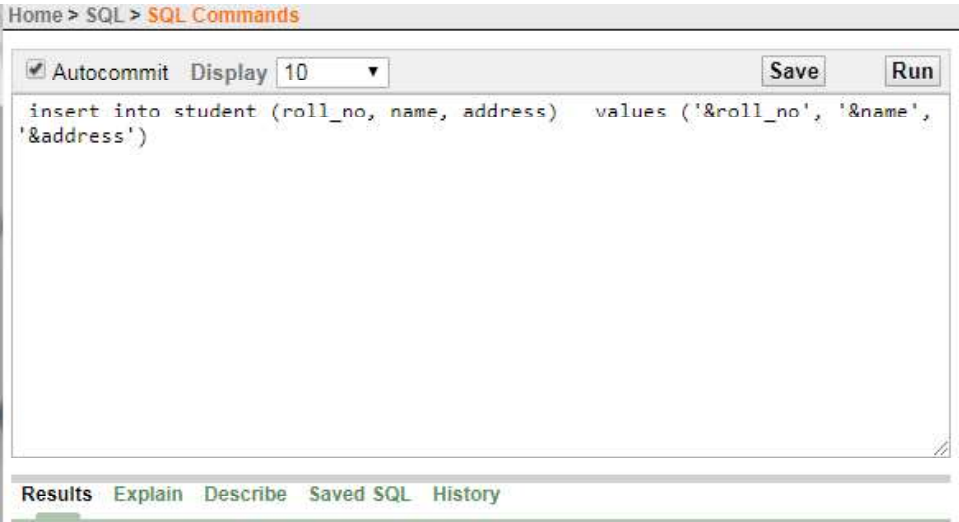 Home > SQL > SQL Commands
Autocommit Display 10 Save Run
insert into student (roll_no, name, address)   values ('&roll_no', '&name',
'&address')
Results Explain Describe Saved SQL History